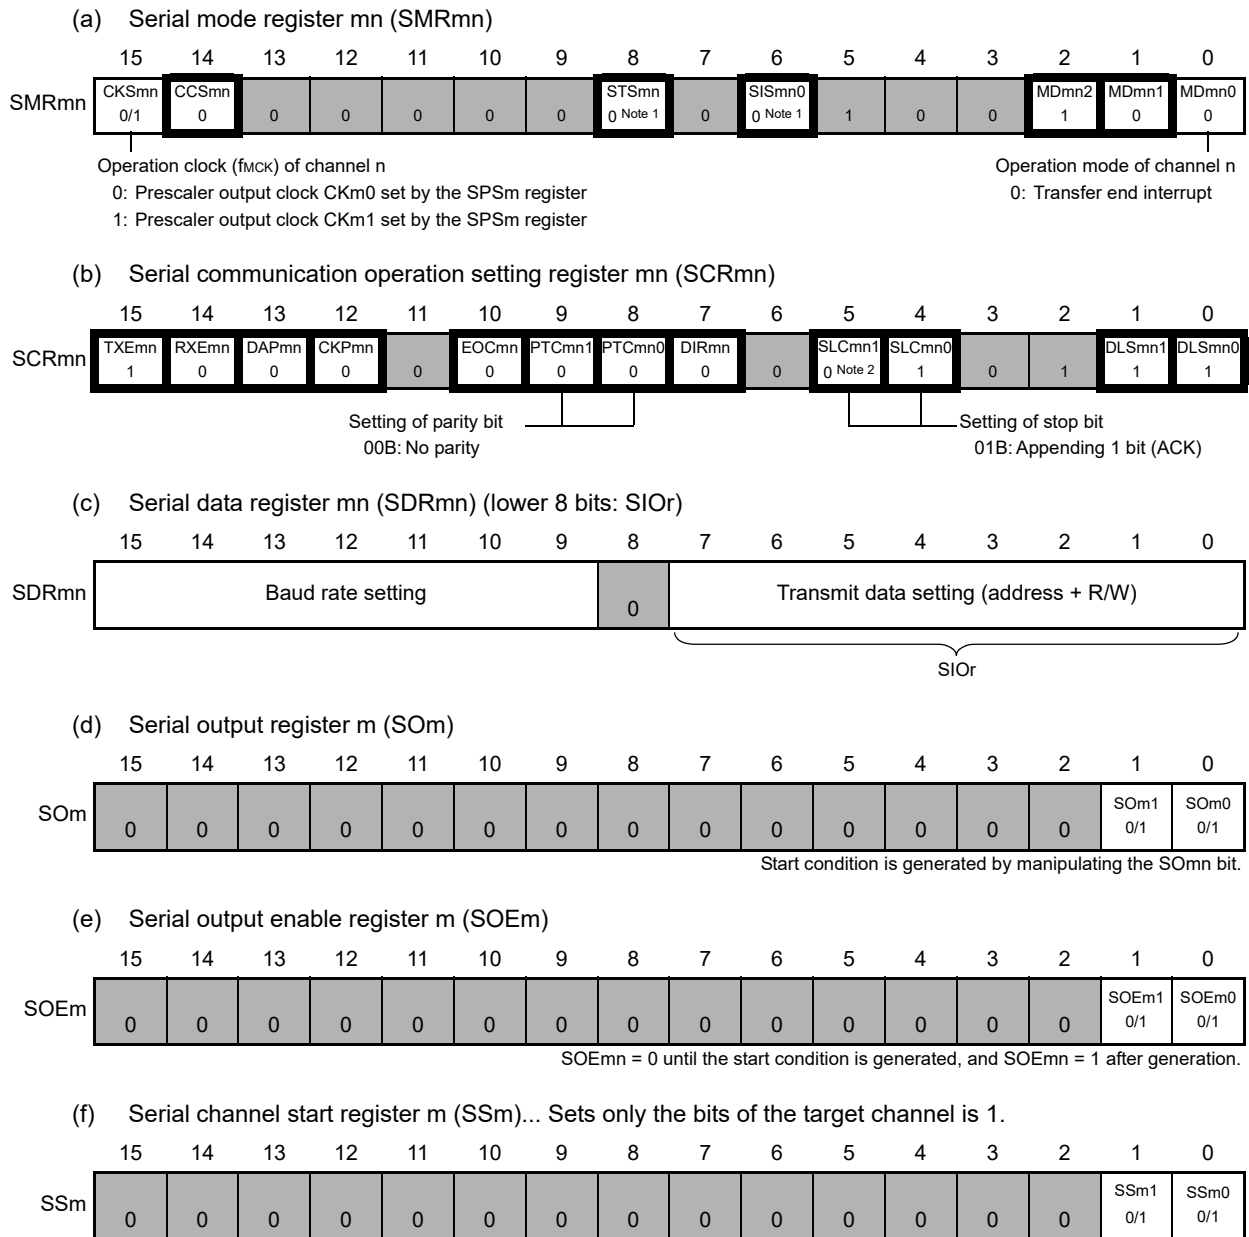 (a) Serial mode register mn (SMRmn)
15 14 13 12 11 10 9 8 7 6 5 4 3 2 1 0
SMRmn
CKSmn CCSmn STSmn SISmn0 MDmn2 MDmn1 MDmn0
0/1 0 0 0 0 0 0 0 Note 1 0 0 Note 1 1 0 0 1 0 0
Operation clock (fMCK) of channel n
0: Prescaler output clock CKm0 set by the SPSm register
1: Prescaler output clock CKm1 set by the SPSm register
Operation mode of channel n
0: Transfer end interrupt
(b) Serial communication operation setting register mn (SCRmn)
15 14 13 12 11 10 9 8 7 6 5 4 3 2 1 0
SCRmn
TXEmn RXEmn DAPmn CKPmn EOCmn PTCmn1 PTCmn0 DIRmn SLCmn1 SLCmn0 DLSmn1 DLSmn0
1 0 0 0 0 0 0 0 0 0 0 Note 2 1 0 1 1 1
Setting of parity bit
00B: No parity
Setting of stop bit
01B: Appending 1 bit (ACK)
(c) Serial data register mn (SDRmn) (lower 8 bits: SIOr)
15 14 13 12 11 10 9 8 7 6 5 4 3 2 1 0
SDRmn
Baud rate setting 0 Transmit data setting (address + R/W)
SIOr
(d) Serial output register m (SOm)
15 14 13 12 11 10 9 8 7 6 5 4 3 2 1 0
SOm
SOm1 SOm0
0 0 0 0 0 0 0 0 0 0 0 0 0 0 0/1 0/1
Start condition is generated by manipulating the SOmn bit.
(e) Serial output enable register m (SOEm)
15 14 13 12 11 10 9 8 7 6 5 4 3 2 1 0
SOEm
SOEm1 SOEm0
0 0 0 0 0 0 0 0 0 0 0 0 0 0 0/1 0/1
SOEmn = 0 until the start condition is generated, and SOEmn = 1 after generation.
(f) Serial channel start register m (SSm)... Sets only the bits of the target channel is 1.
15 14 13 12 11 10 9 8 7 6 5 4 3 2 1 0
SSm
SSm1 SSm0
0 0 0 0 0 0 0 0 0 0 0 0 0 0 0/1 0/1